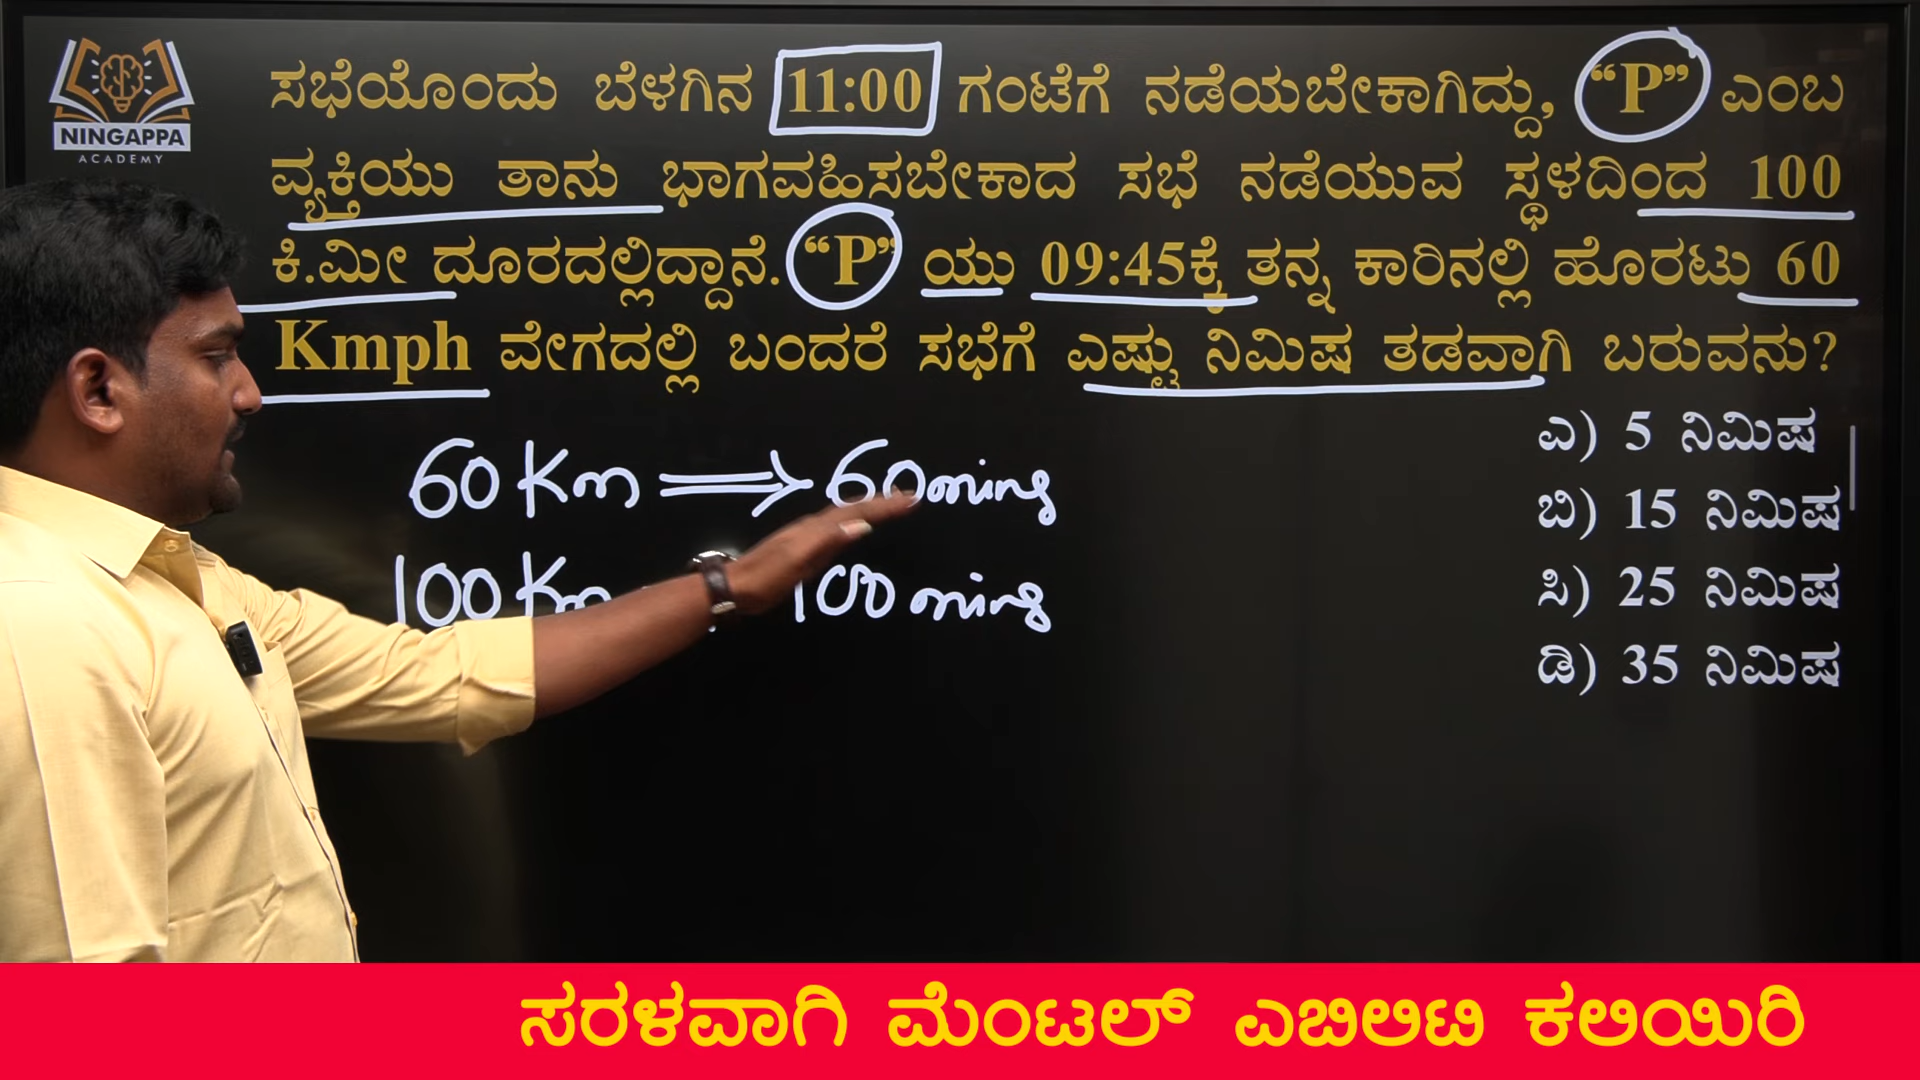 NINGAPPA
ACADEMY
ಸಭೆಯೊಂದು ಬೆಳಗಿನ 11:00 ಗಂಟೆಗೆ ನಡೆಯಬೇಕಾಗಿದ್ದು, “P” ಎಂಬ
ವ್ಯಕ್ತಿಯು ತಾನು ಭಾಗವಹಿಸಬೇಕಾದ ಸಭೆ ನಡೆಯುವ ಸ್ಥಳದಿಂದ 100
ಕಿ.ಮೀ ದೂರದಲ್ಲಿದ್ದಾನೆ. “P” ಯು 09:45ಕ್ಕೆ ತನ್ನ ಕಾರಿನಲ್ಲಿ ಹೊರಟು 60
Kmph ವೇಗದಲ್ಲಿ ಬಂದರೆ ಸಭೆಗೆ ಎಷ್ಟು ನಿಮಿಷ ತಡವಾಗಿ ಬರುವನು?
60 Km ⇒ 60 mins
100 Km 100 mins
ಎ) 5 ನಿಮಿಷ
ಬಿ) 15 ನಿಮಿಷ
ಸಿ) 25 ನಿಮಿಷ
ಡಿ) 35 ನಿಮಿಷ
ಸರಳವಾಗಿ ಮೆಂಟಲ್ ಎಬಿಲಿಟಿ ಕಲಿಯಿರಿ